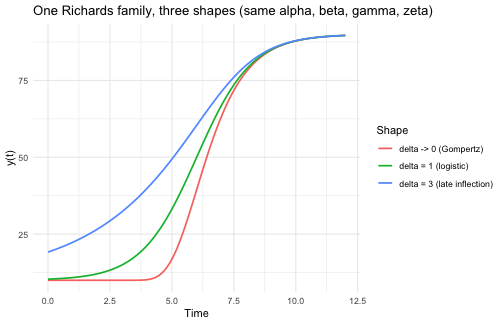 One Richards family, three shapes (same alpha, beta, gamma, zeta)
y(t)
75
50
25
0.0 2.5 5.0 7.5 10.0 12.5
Time
Shape
delta -> 0 (Gompertz)
delta = 1 (logistic)
delta = 3 (late inflection)